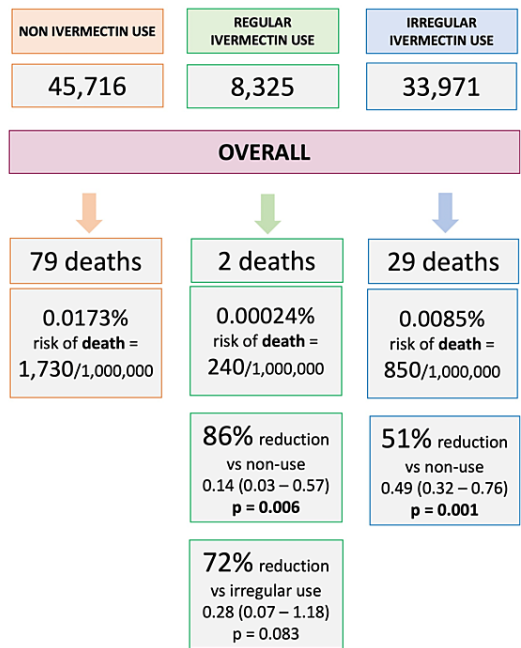 NON IVERMECTIN USE
REGULAR
IVERMECTIN USE
IRREGULAR
IVERMECTIN USE
45,716
8,325
33,971
OVERALL
79 deaths
2 deaths
29 deaths
0.0173%
risk of death =
1,730/1,000,000
0.00024%
risk of death =
240/1,000,000
0.0085%
risk of death =
850/1,000,000
86% reduction
vs non-use
0.14 (0.03 – 0.57)
p = 0.006
51% reduction
vs non-use
0.49 (0.32 – 0.76)
p = 0.001
72% reduction
vs irregular use
0.28 (0.07 – 1.18)
p = 0.083